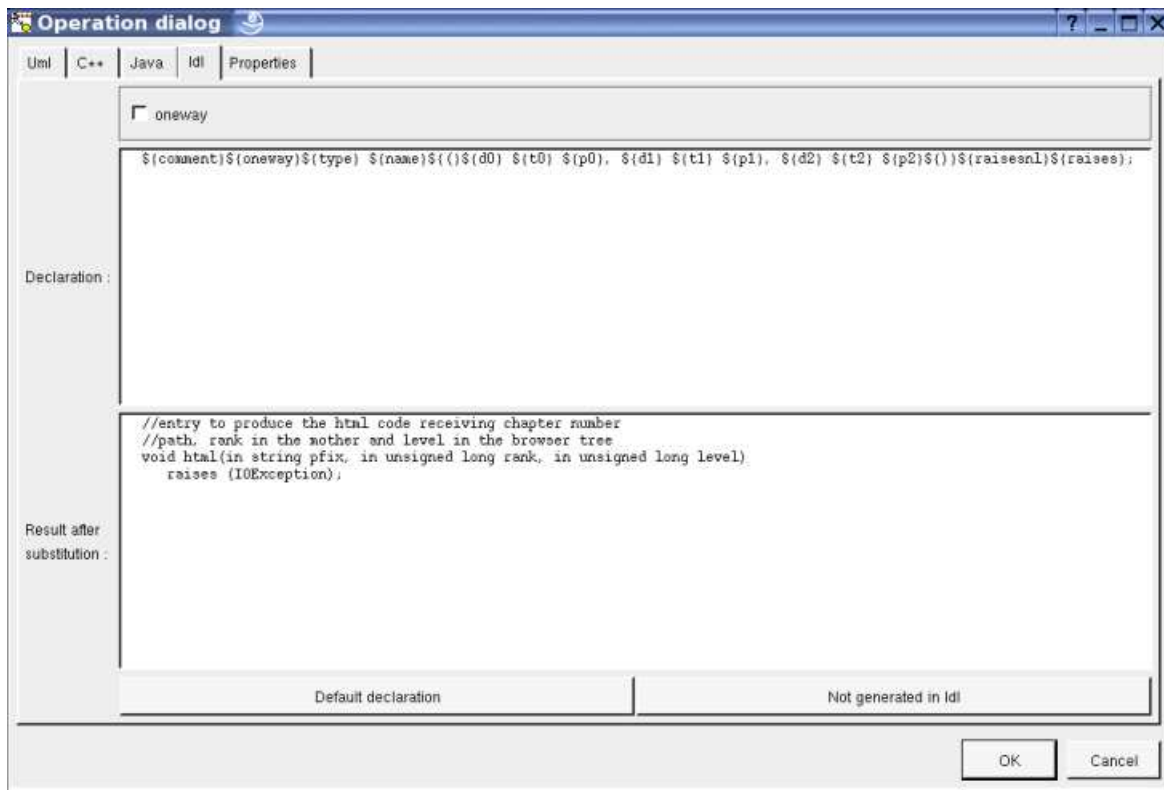 Operation dialog
Uml C++ Java Idl Properties
oneway
Declaration :
${comment}${oneway}${type} ${name}${(}${d0} ${t0} ${p0}, ${d1} ${t1} ${p1}, ${d2} ${t2} ${p2}${)}${raisesnl}${raises};
Result after
substitution :
//entry to produce the html code receiving chapter number
//path, rank in the mother and level in the browser tree
void html(in string pfix, in unsigned long rank, in unsigned long level)
raises (IOException);
Default declaration Not generated in Idl
OK Cancel